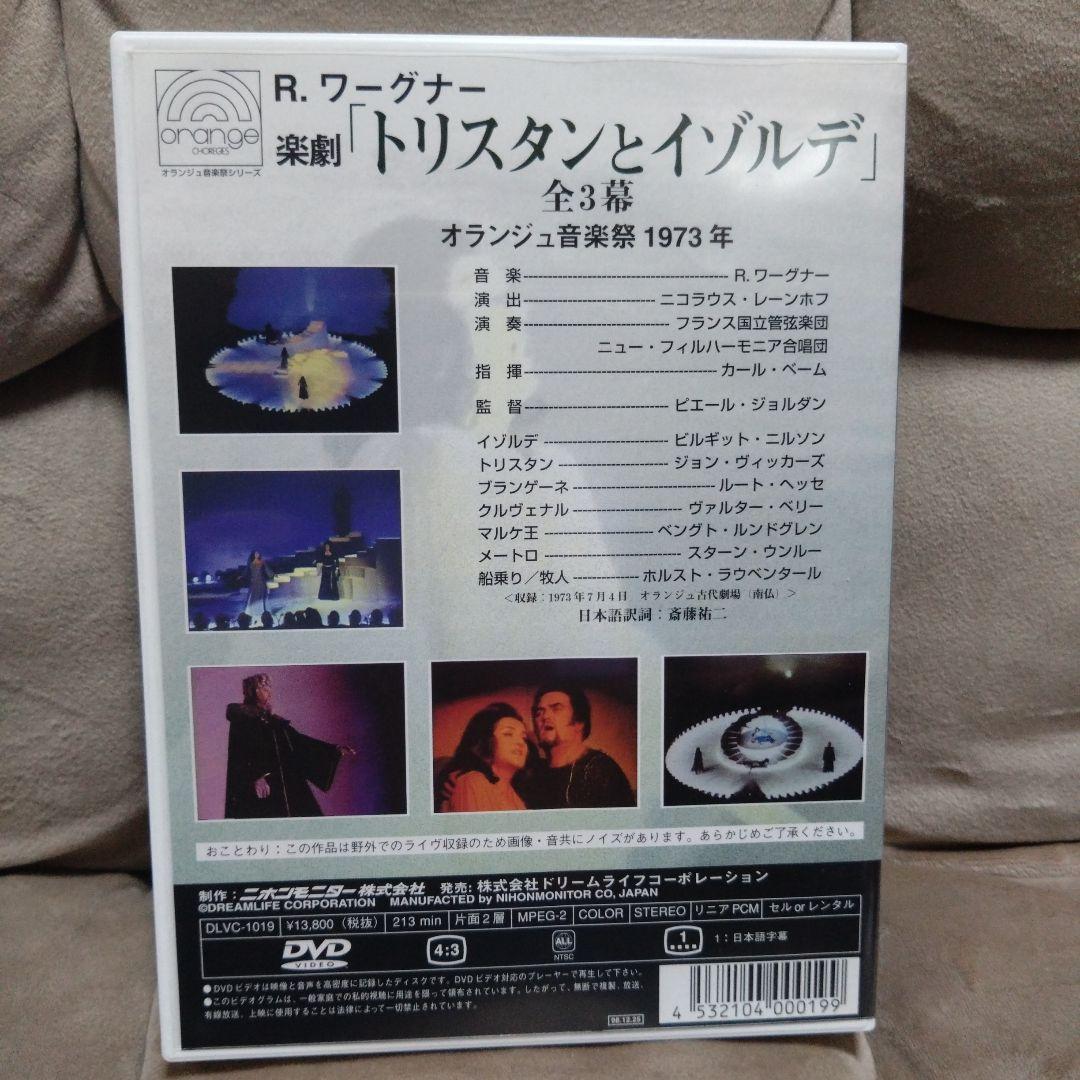 orange
CHOREGIES
オランジュ音楽祭シリーズ
R. ワーグナー
楽劇「トリスタンとイゾルデ」
全3幕
オランジュ音楽祭 1973 年
音 楽 R. ワーグナー
演 出 ニコラウス・レーンホフ
演 奏 フランス国立管弦楽団
ニュー・フィルハーモニア合唱団
指 揮 カール・ベーム
監 督 ピエール・ジョルダン
イゾルデ ビルギット・ニルソン
トリスタン ジョン・ヴィッカーズ
ブランゲーネ ルート・ヘッセ
クルヴェナル ヴァルター・ベリー
マルケ王 ベングト・ルンドグレン
メートロ スターン・ウンルー
船乗り／牧人 ホルスト・ラウベンタール
＜収録：1973 年 7 月 4 日 オランジュ古代劇場〔南仏〕＞
日本語訳詞：斎藤祐二
おことわり：この作品は野外でのライヴ収録のため画像・音共にノイズがあります。あらかじめご了承ください。
制作：ニホンモニター株式会社 発売：株式会社ドリームライフコーポレーション
©DREAMLIFE CORPORATION MANUFACTURED by NIHONMONITOR CO, JAPAN
DLVC-1019 ¥13,800（税抜） 213 min 片面2層 MPEG-2 COLOR STEREO リニアPCM セル or レンタル
DVD VIDEO 4:3 ALL NTSC 1 1：日本語字幕
●DVDビデオは映像と音声を高密度に記録したディスクです。DVDビデオ対応のプレーヤーで再生して下さい。
●このビデオグラムは、一般家庭での私的視聴に用途を限って頒布されています。したがって、無断で複製、放送、
有線放送、上映に使用することは法律によって一切禁止されています。
98.12.25
4 532104 000199